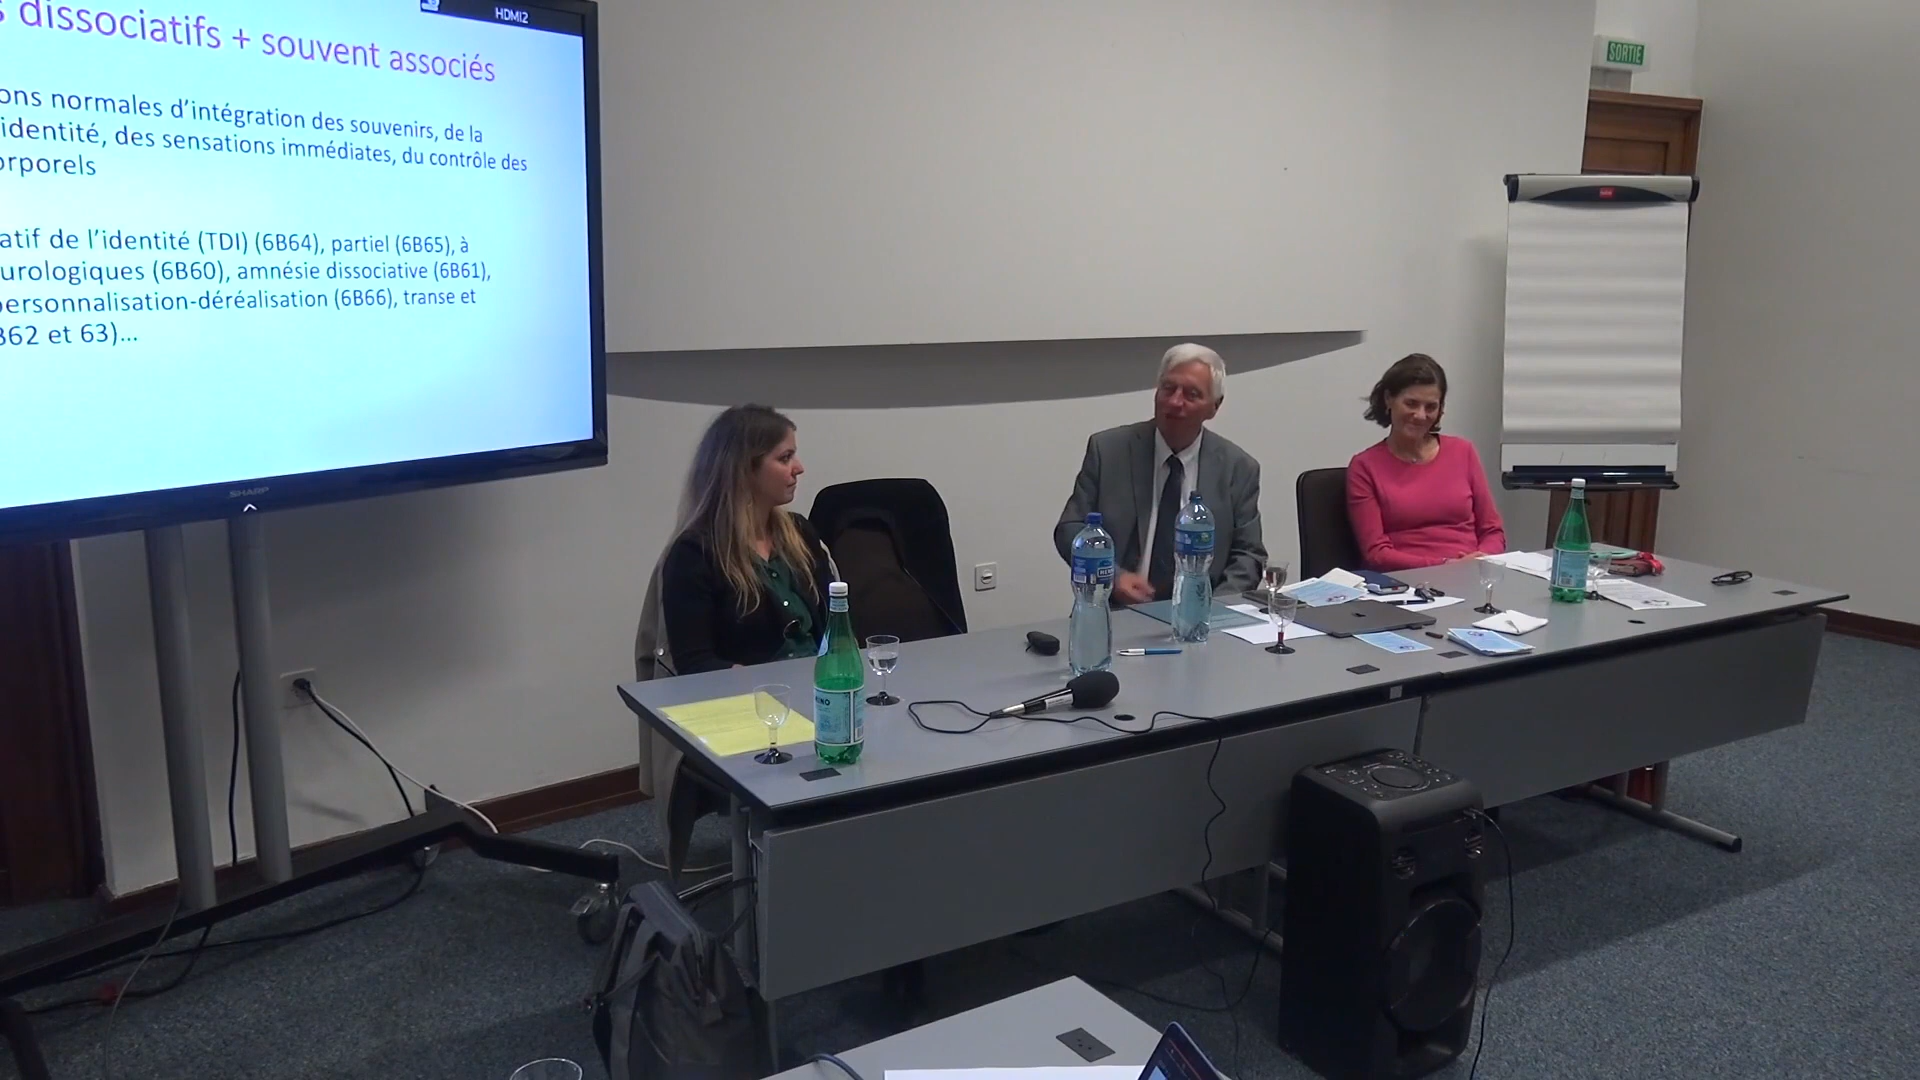 HDMI2
dissociatifs + souvent associés
ons normales d'intégration des souvenirs, de la
identité, des sensations immédiates, du contrôle des
orporels
atif de l'identité (TDI) (6B64), partiel (6B65), à
urologiques (6B60), amnésie dissociative (6B61),
personnalisation-déréalisation (6B66), transe et
B62 et 63)...
SHARP
SORTIE